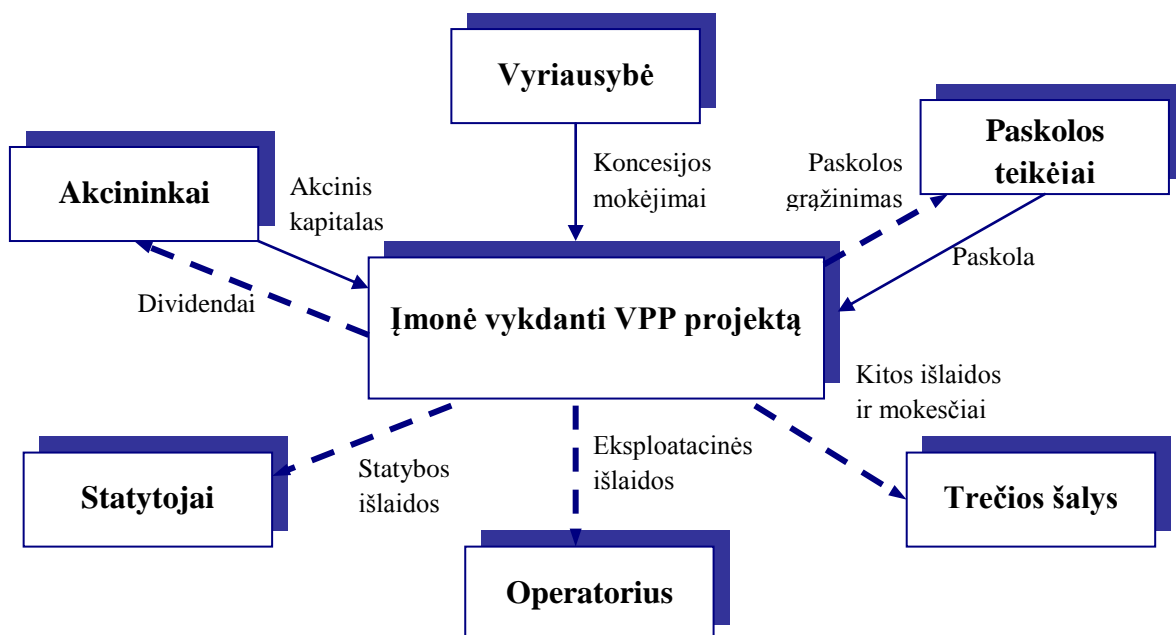 Vyriausybė
Paskolos
teikėjai
Akcininkai
Akcinis
kapitalas
Koncesijos
mokėjimai
Paskolos
grąžinimas
Paskola
Dividendai
Įmonė vykdanti VPP projektą
Kitos išlaidos
ir mokesčiai
Statytojai
Statybos
išlaidos
Eksploatacinės
išlaidos
Trečios šalys
Operatorius